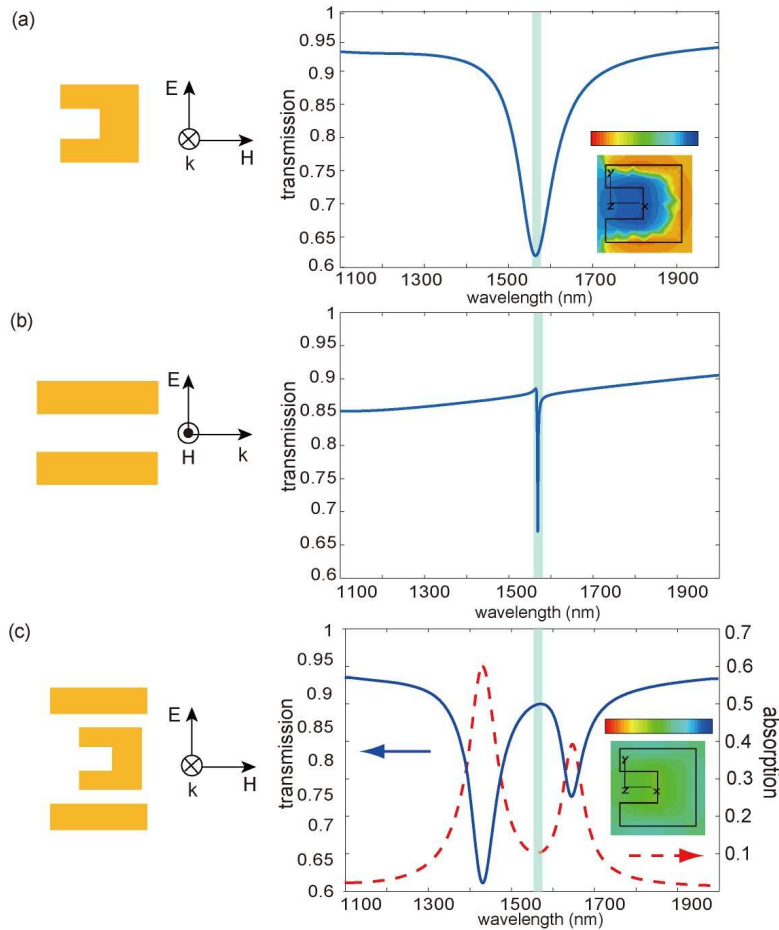 (a)
1
0.95
0.9
0.85
0.8
0.75
0.7
0.65
0.6
transmission
E
k
H
Y
Z
X
1100 1300 1500 1700 1900
wavelength (nm)
(b)
1
0.95
0.9
0.85
0.8
0.75
0.7
0.65
0.6
transmission
E
H
k
1100 1300 1500 1700 1900
wavelength (nm)
(c)
1
0.95
0.9
0.85
0.8
0.75
0.7
0.65
0.6
transmission
E
k
H
Y
Z
X
0.7
0.6
0.5
0.4
0.3
0.2
0.1
absorption
1100 1300 1500 1700 1900
wavelength (nm)